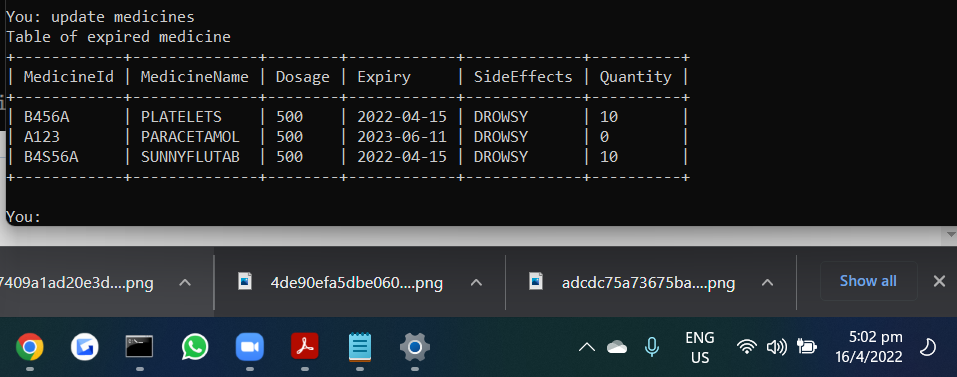 You: update medicines
Table of expired medicine
+------------+--------------+--------+------------+-------------+----------+
| MedicineId | MedicineName | Dosage | Expiry | SideEffects | Quantity |
+------------+--------------+--------+------------+-------------+----------+
| B456A | PLATELETS | 500 | 2022-04-15 | DROWSY | 10 |
| A123 | PARACETAMOL | 500 | 2023-06-11 | DROWSY | 0 |
| B4S56A | SUNNYFLUTAB | 500 | 2022-04-15 | DROWSY | 10 |
+------------+--------------+--------+------------+-------------+----------+
You:
7409a1ad20e3d....png
4de90efa5dbe060....png
adcdc75a73675ba....png
Show all
ENG
US
5:02 pm
16/4/2022